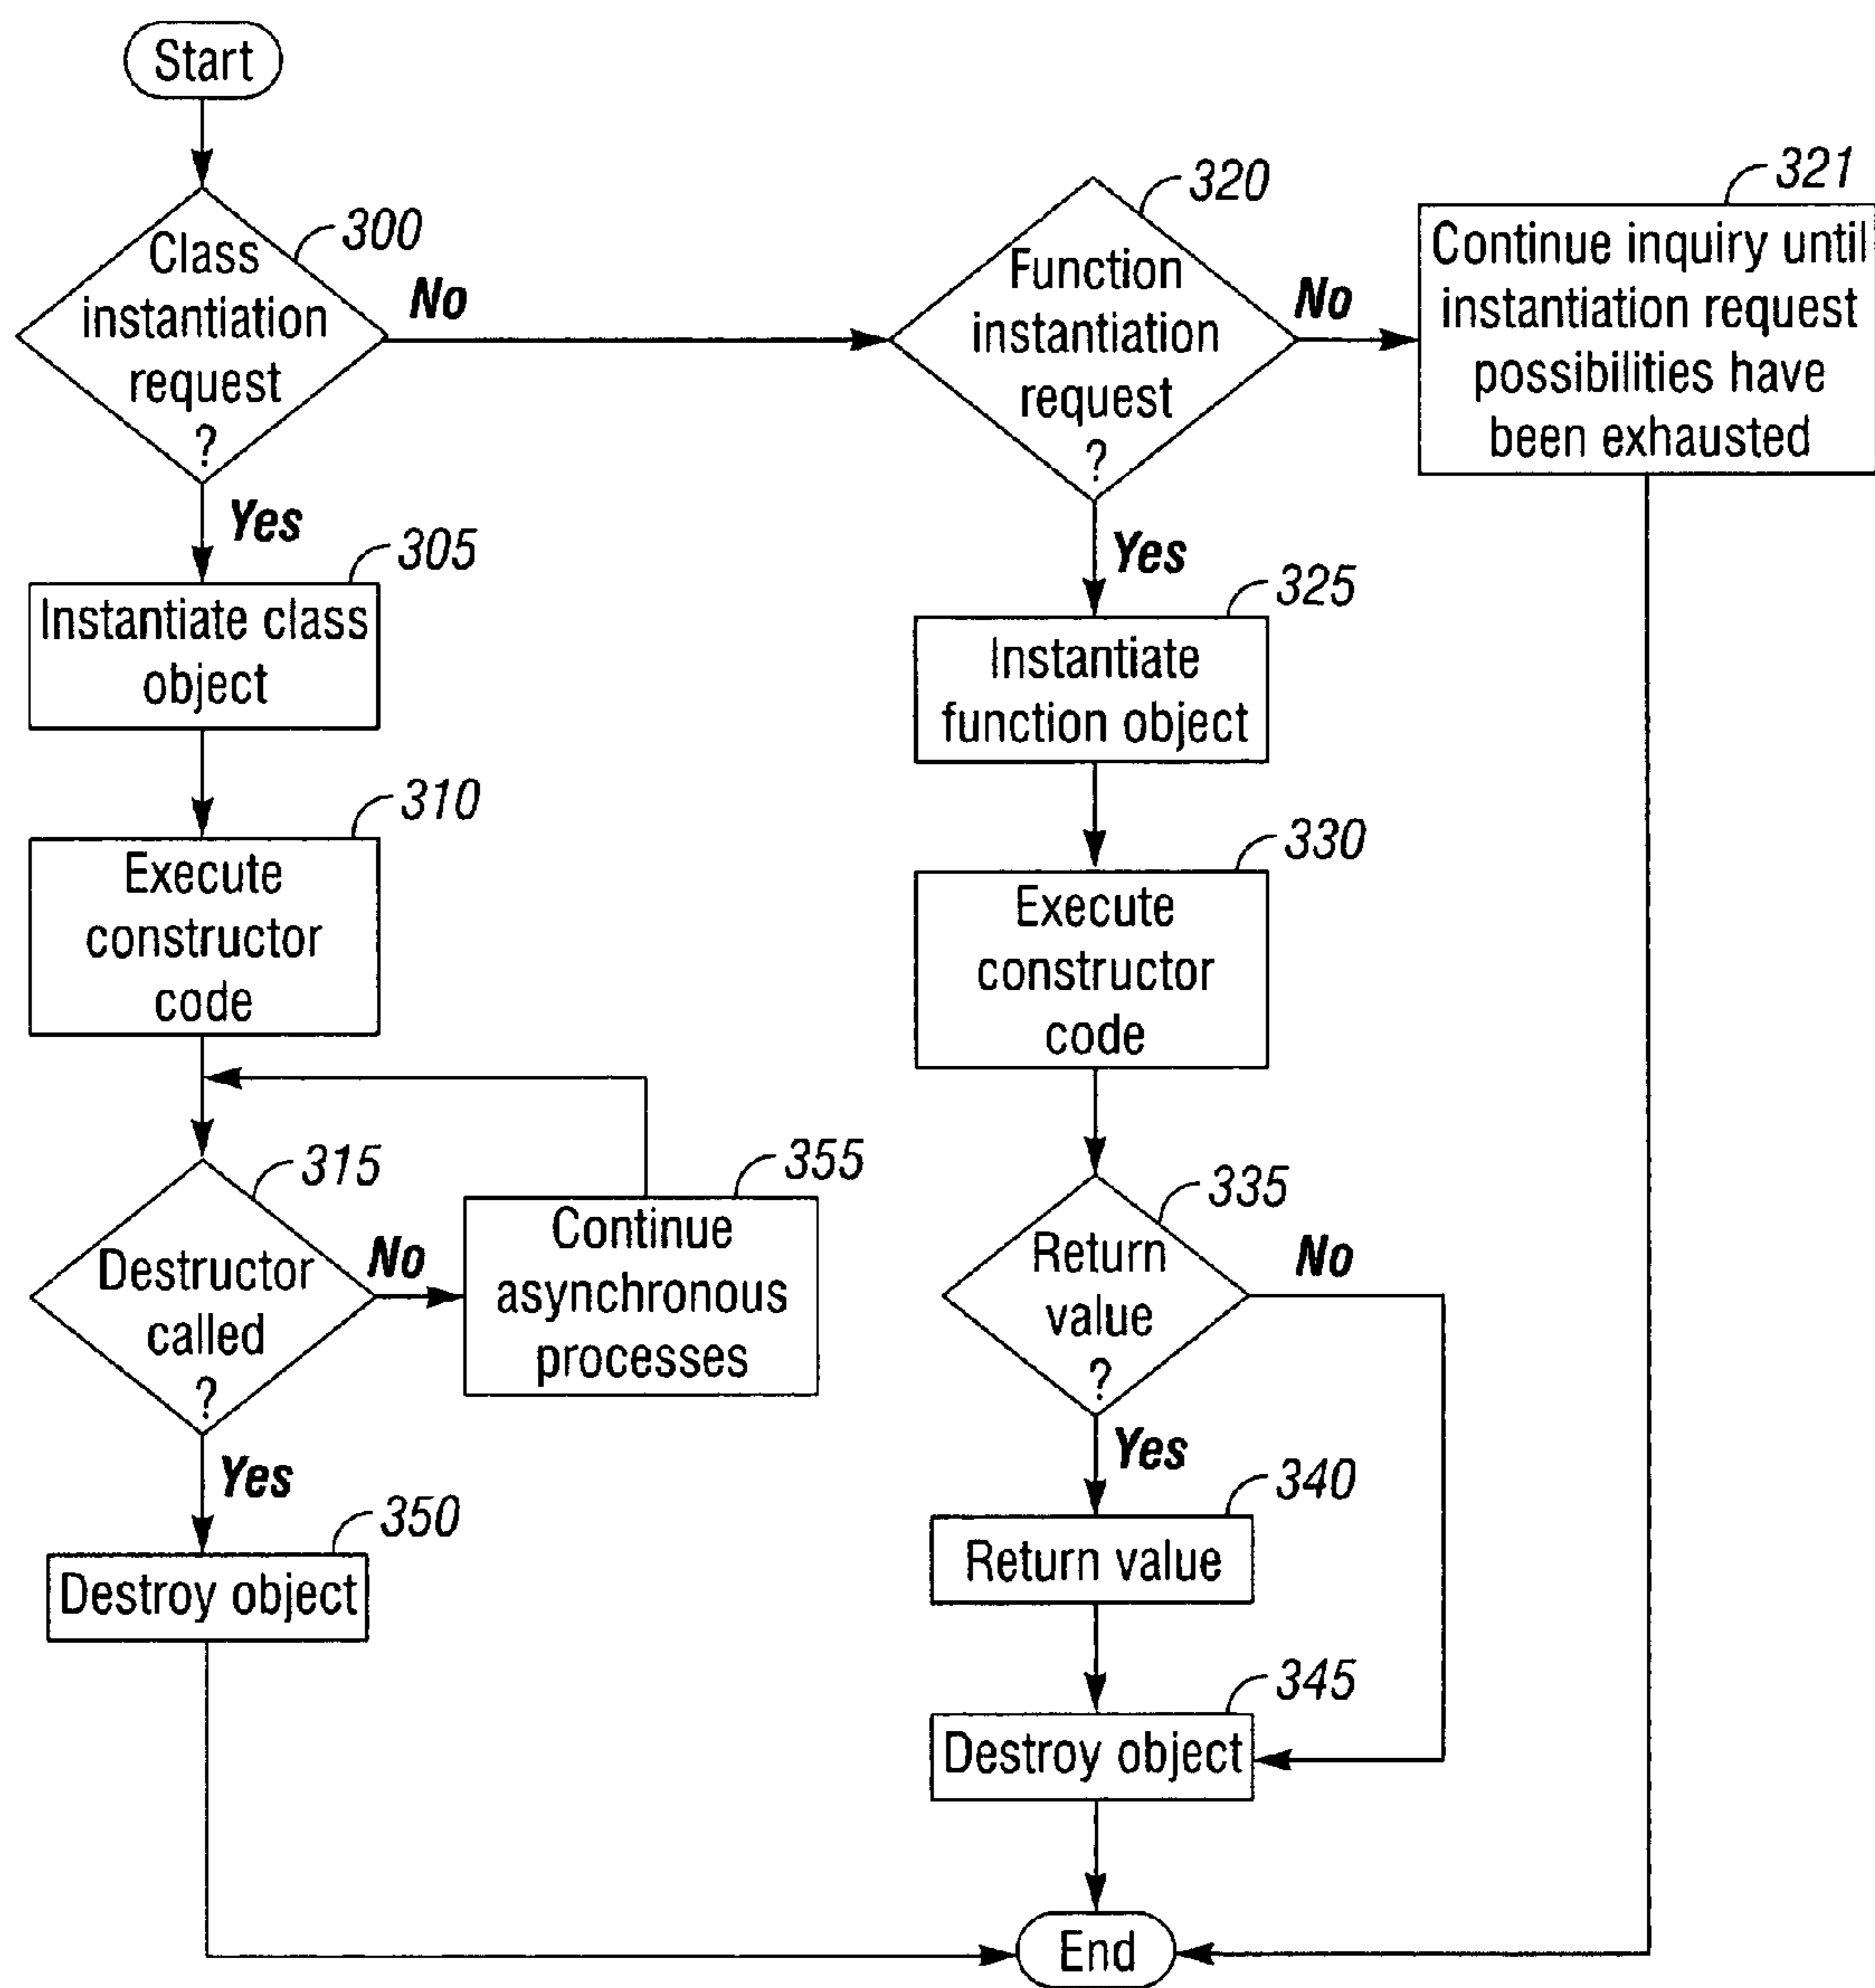 Start
300
Class
instantiation
request
?
No
Yes
320
Function
instantiation
request
?
No
Yes
321
Continue inquiry until
instantiation request
possibilities have
been exhausted
305
Instantiate class
object
310
Execute
constructor
code
315
Destructor
called
?
No
Yes
355
Continue
asynchronous
processes
350
Destroy object
325
Instantiate
function object
330
Execute
constructor
code
335
Return
value
?
No
Yes
340
Return value
345
Destroy object
End